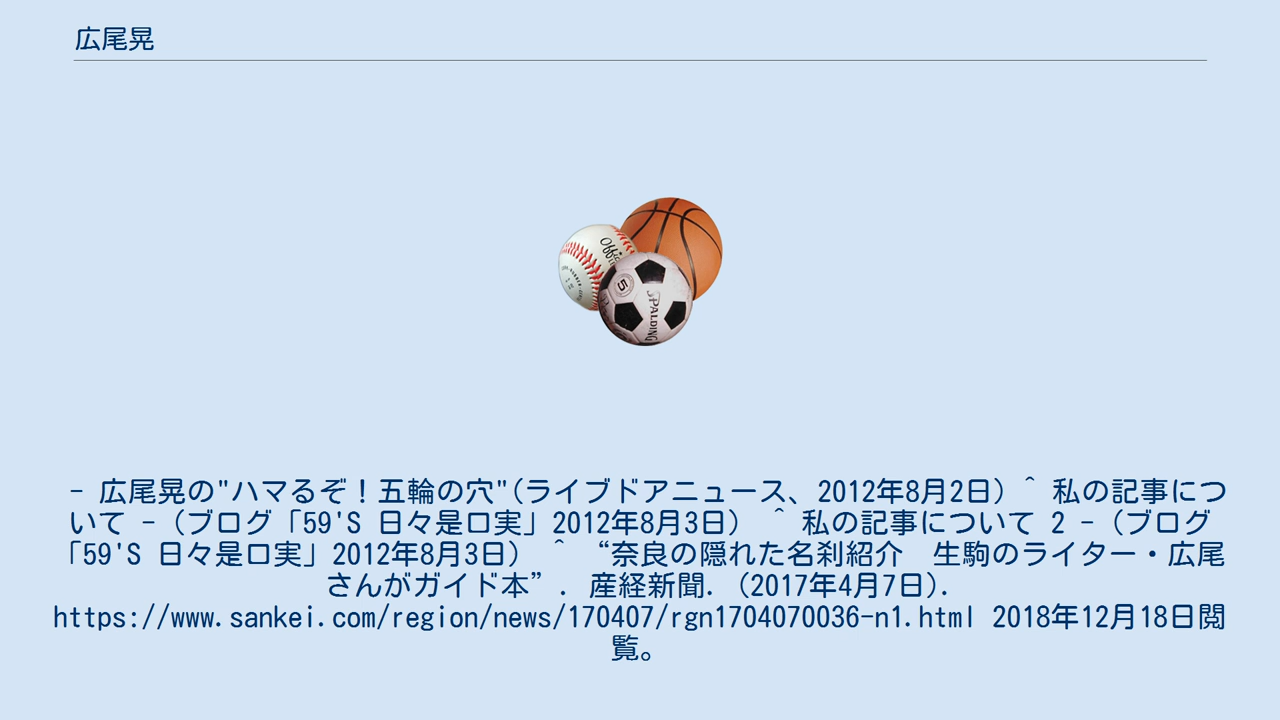 広尾晃
Offici
5
SPALDING
- 広尾晃の"ハマるぞ！五輪の穴"(ライブドアニュース、2012年8月2日) ^ 私の記事につ
いて -（ブログ「59'S 日々是口実」2012年8月3日） ^ 私の記事について 2 -（ブログ
「59'S 日々是口実」2012年8月3日） ^ “奈良の隠れた名刹紹介　生駒のライター・広尾
さんがガイド本”. 産経新聞. (2017年4月7日).
https://www.sankei.com/region/news/170407/rgn1704070036-n1.html 2018年12月18日閲
覧。